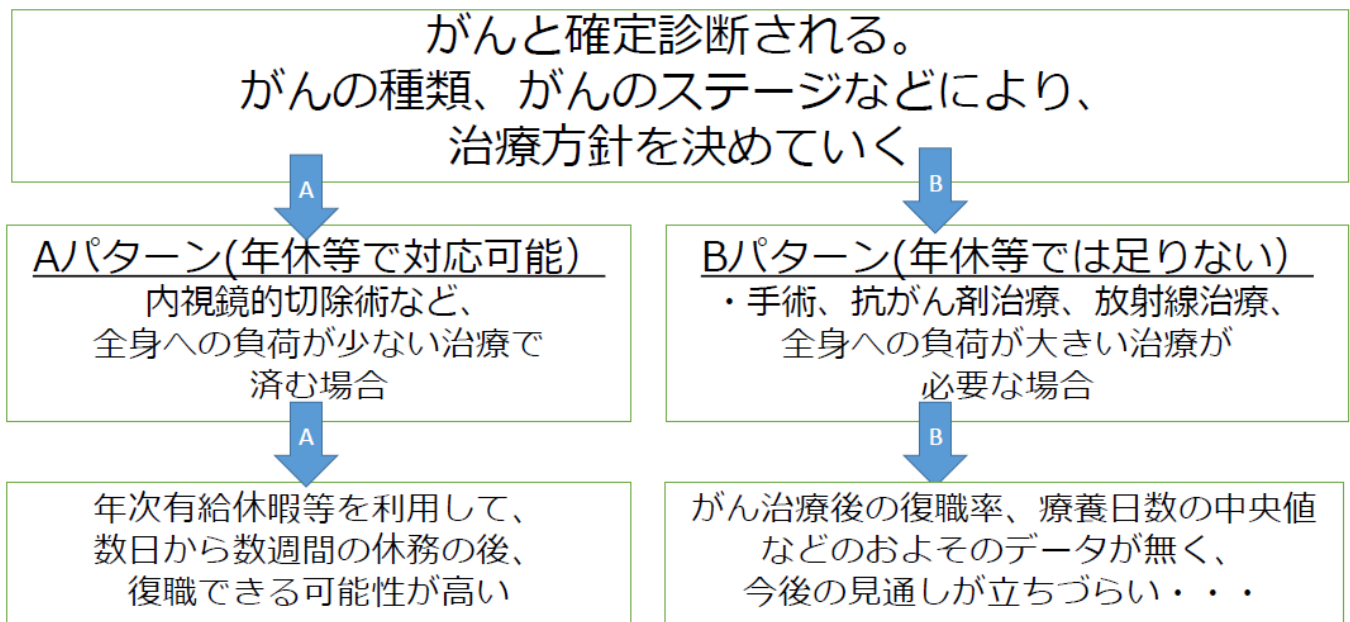 がんと確定診断される。
がんの種類、がんのステージなどにより、
治療方針を決めていく
A
B
Aパターン(年休等で対応可能）
内視鏡的切除術など、
全身への負荷が少ない治療で
済む場合
Bパターン(年休等では足りない）
・手術、抗がん剤治療、放射線治療、
全身への負荷が大きい治療が
必要な場合
A
B
年次有給休暇等を利用して、
数日から数週間の休務の後、
復職できる可能性が高い
がん治療後の復職率、療養日数の中央値
などのおよそのデータが無く、
今後の見通しが立ちづらい・・・